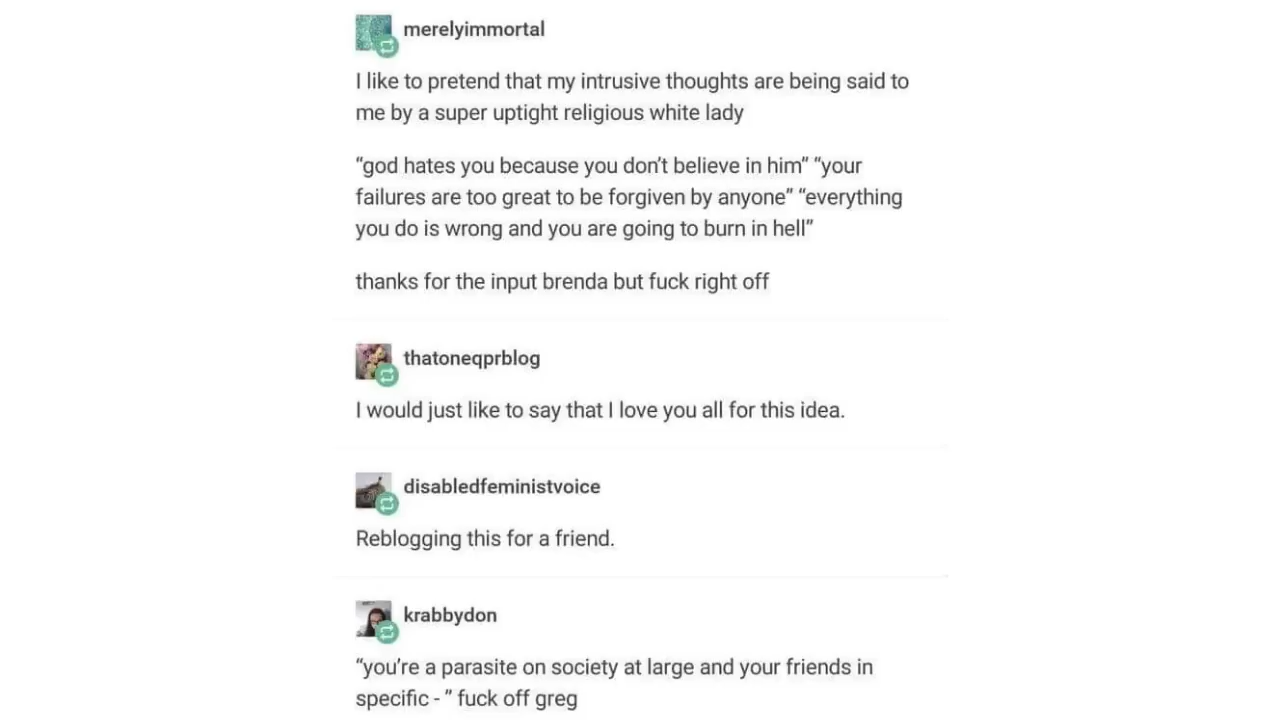 merelyimmortal
I like to pretend that my intrusive thoughts are being said to
me by a super uptight religious white lady
“god hates you because you don’t believe in him” “your
failures are too great to be forgiven by anyone” “everything
you do is wrong and you are going to burn in hell”
thanks for the input brenda but fuck right off
thatoneqprblog
I would just like to say that I love you all for this idea.
disabledfeministvoice
Reblogging this for a friend.
krabbydon
“you’re a parasite on society at large and your friends in
specific - ” fuck off greg